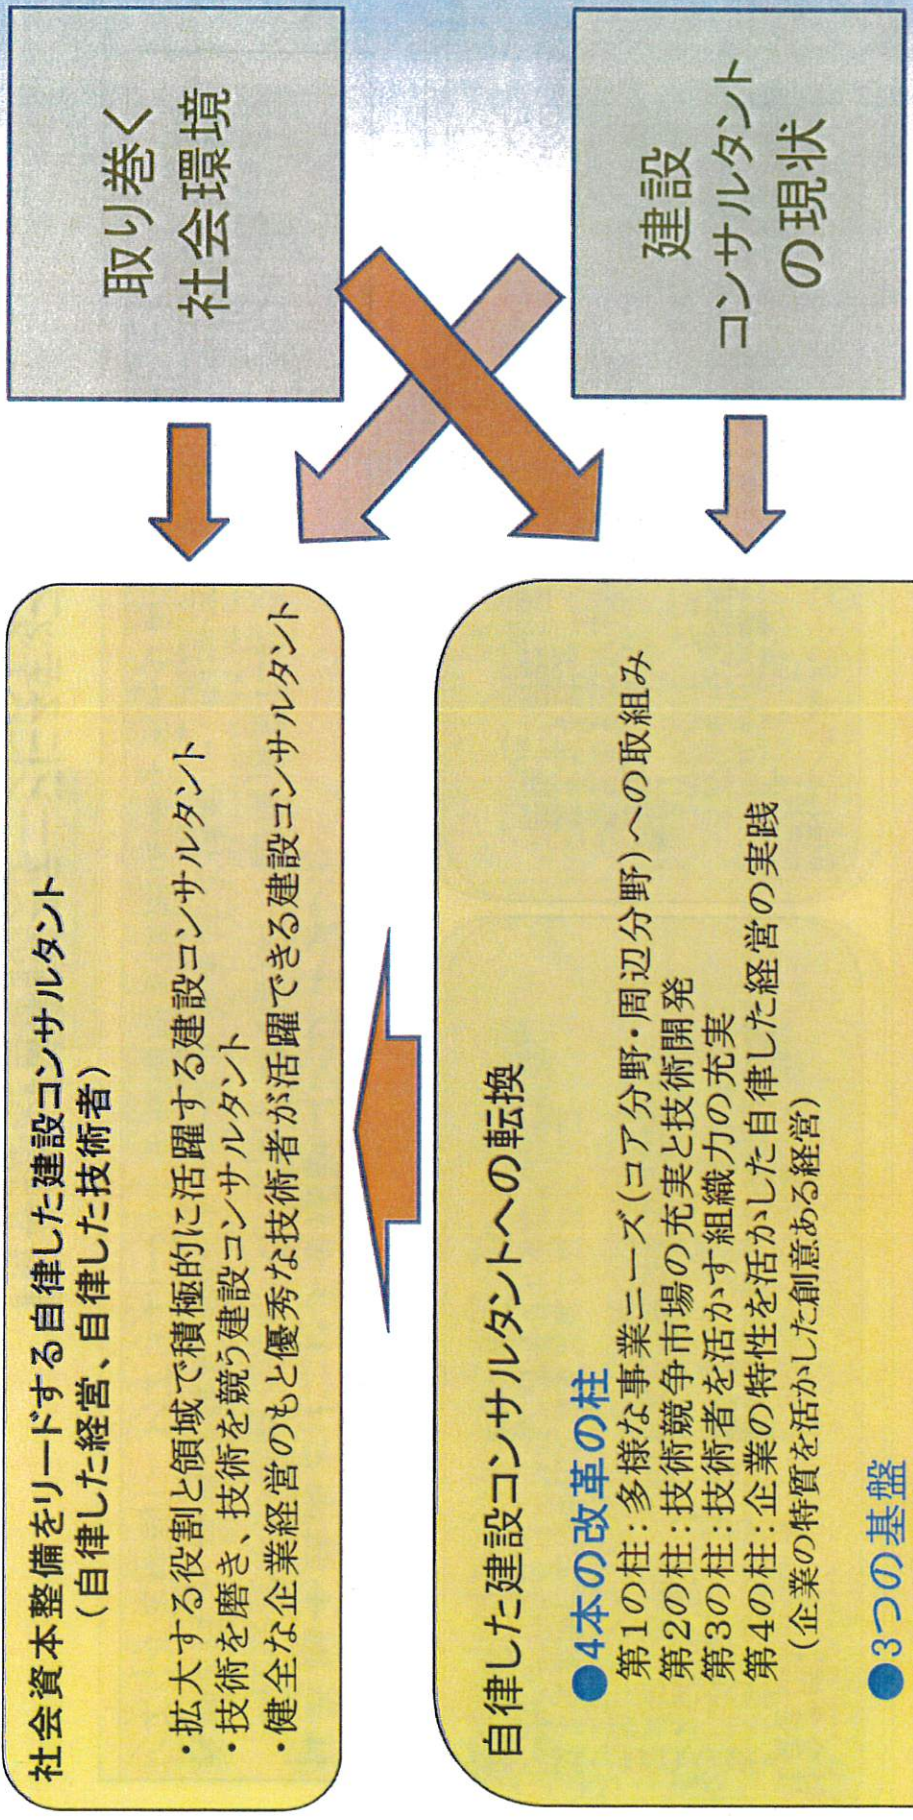 社会資本整備をリードする自律した建設コンサルタント
(自律した経営、自律した技術者)
・拡大する役割と領域で積極的に活躍する建設コンサルタント
・技術を磨き、技術を競う建設コンサルタント
・健全な企業経営のもと優秀な技術者が活躍できる建設コンサルタント
取り巻く
社会環境
自律した建設コンサルタントへの転換
●4本の改革の柱
第1の柱：多様な事業ニーズ(コア分野・周辺分野)への取組み
第2の柱：技術競争市場の充実と技術開発
第3の柱：技術者を活かす組織力の充実
第4の柱：企業の特性を活かした自律した経営の実践
(企業の特質を活かした創意ある経営)
●3つの基盤
建設
コンサルタント
の現状